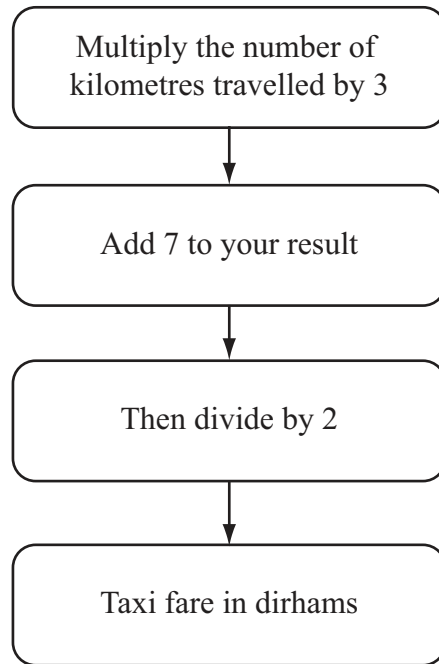 Multiply the number of
kilometres travelled by 3
Add 7 to your result
Then divide by 2
Taxi fare in dirhams